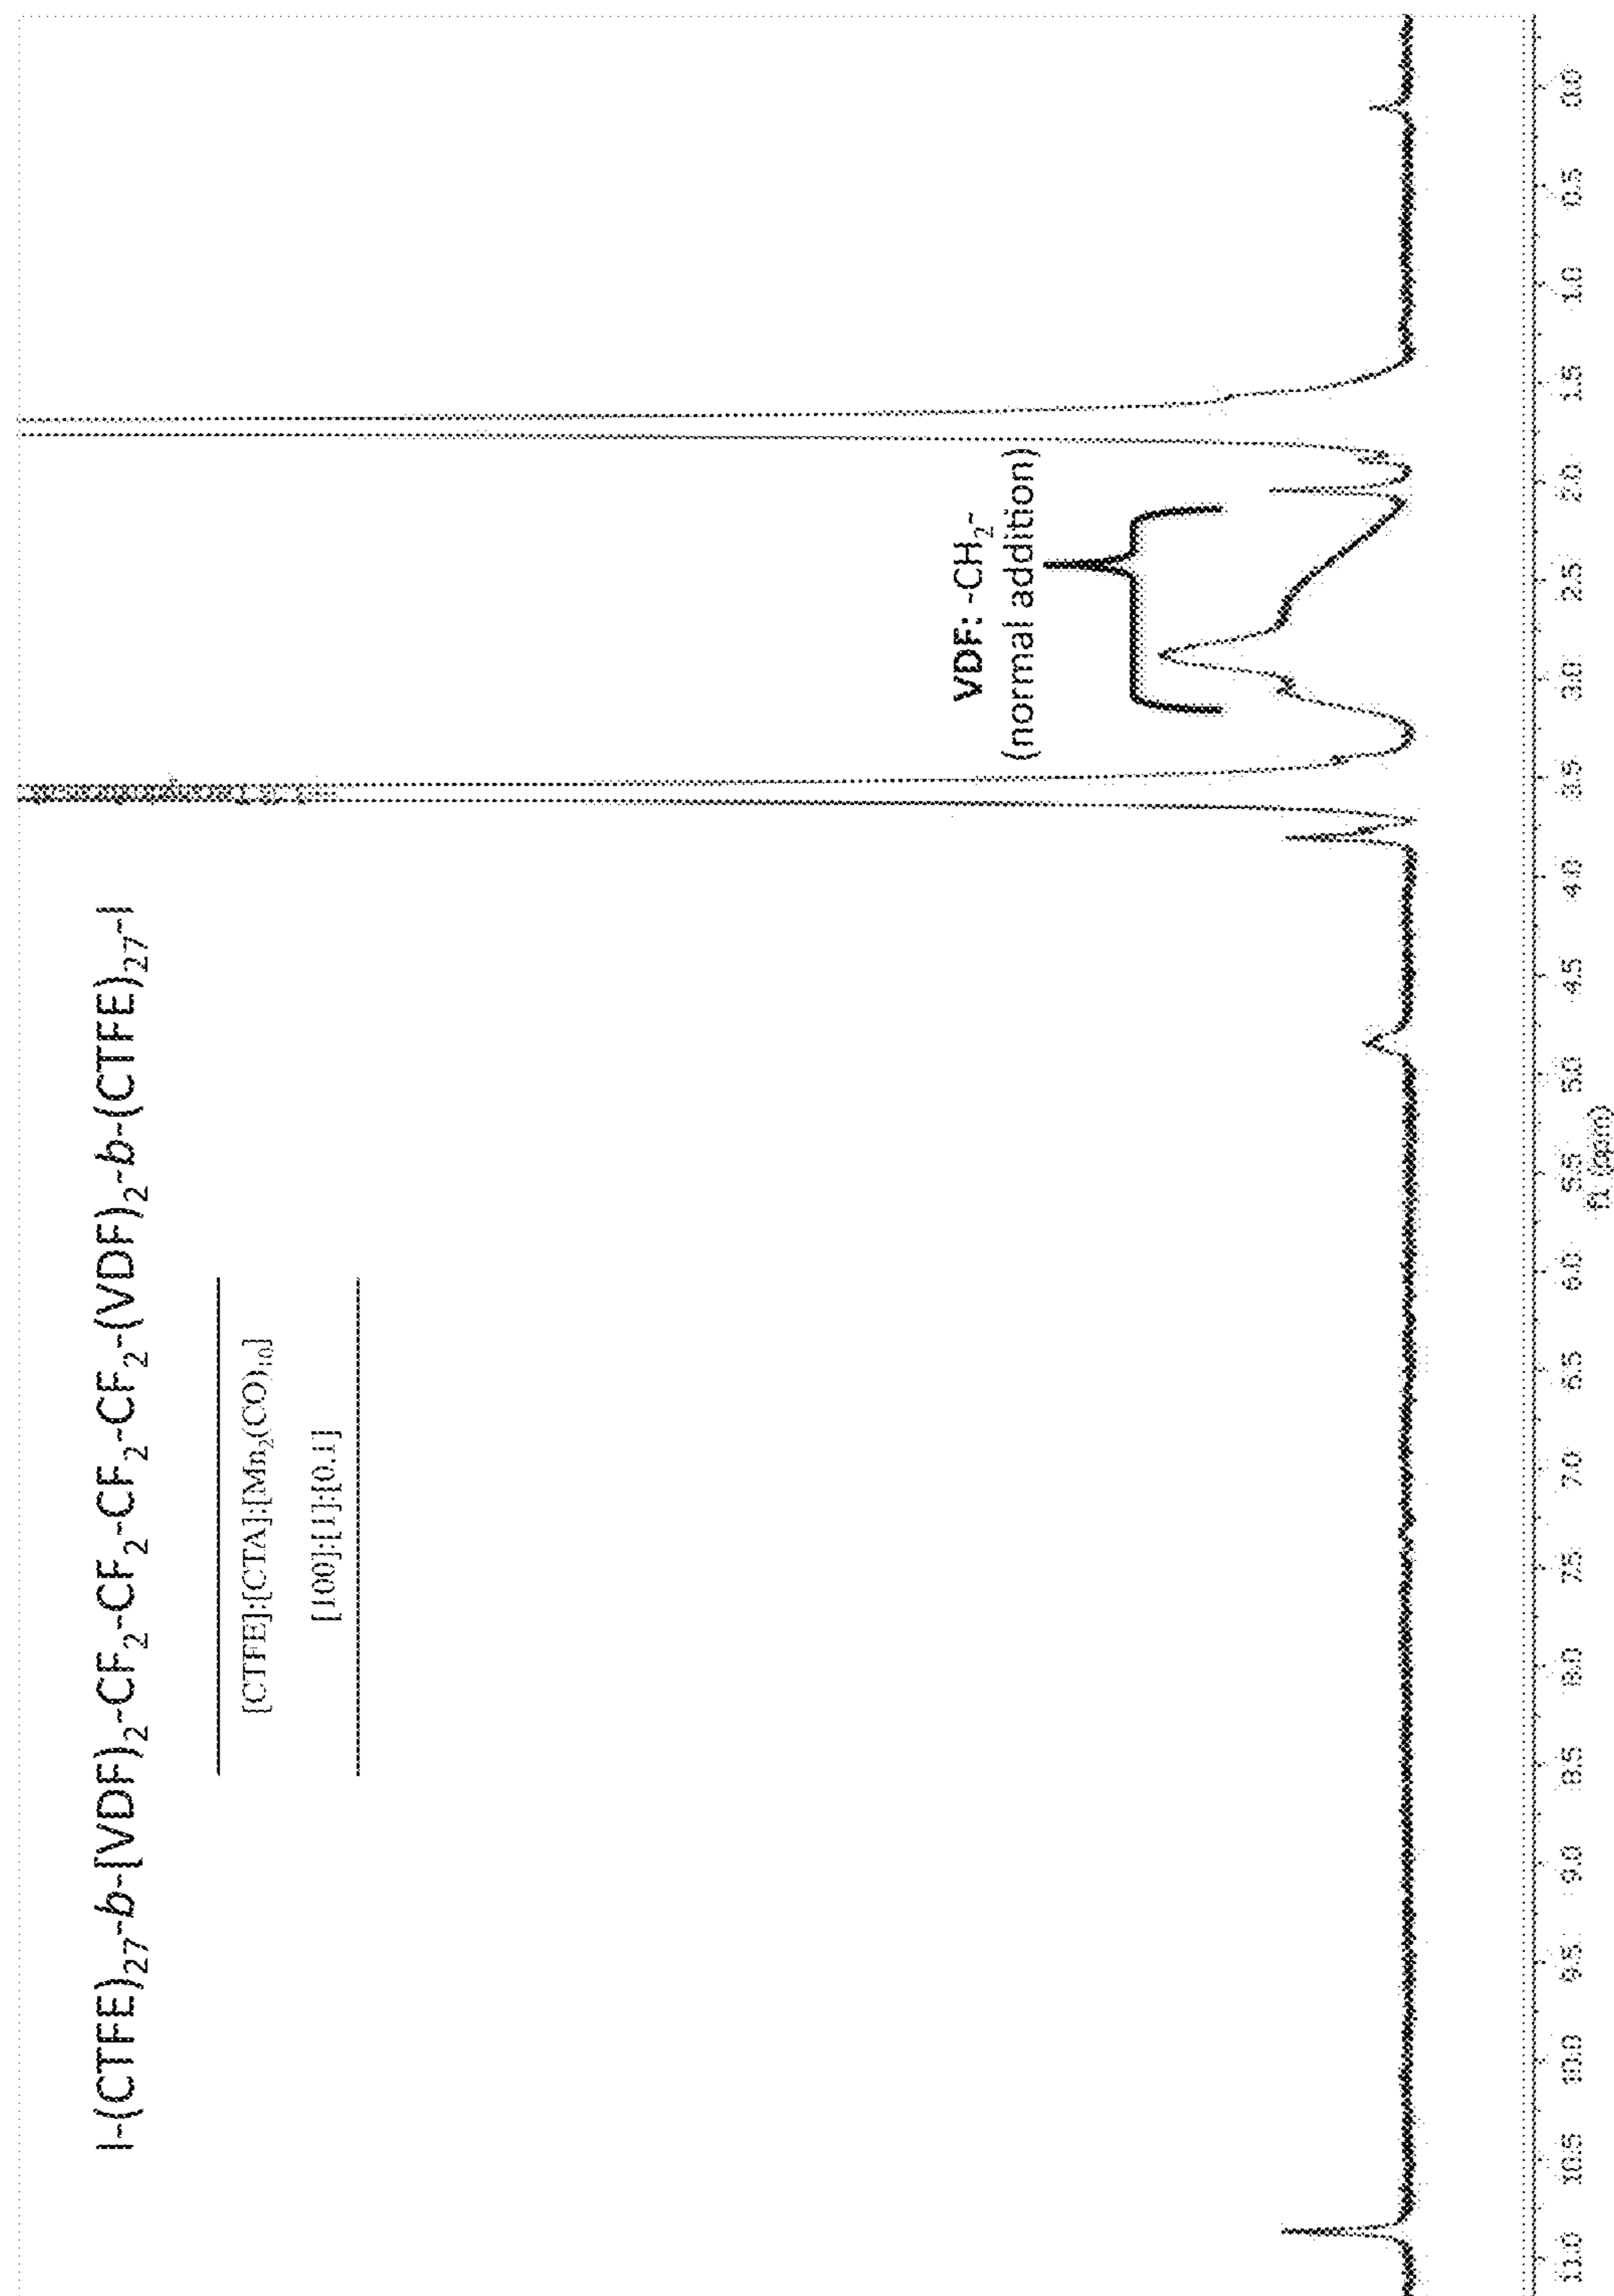 I-(CTFE)₂₇-b-[VDF)₂-CF₂-CF₂-CF₂-CF₂-CF₂-CF₂-(VDF)₂-b-(CTFE)₂₇-I
[CTFE]:[CTA]:[Mn₂(CO)₁₀]
[100]:[1]:[0.1]
VDF: -CH₂-
(normal addition)
11.0 10.5 10.0 9.5 9.0 8.5 8.0 7.5 7.0 6.5 6.0 5.5 5.0 4.5 4.0 3.5 3.0 2.5 2.0 1.5 1.0 0.5 0.0
f1 (ppm)